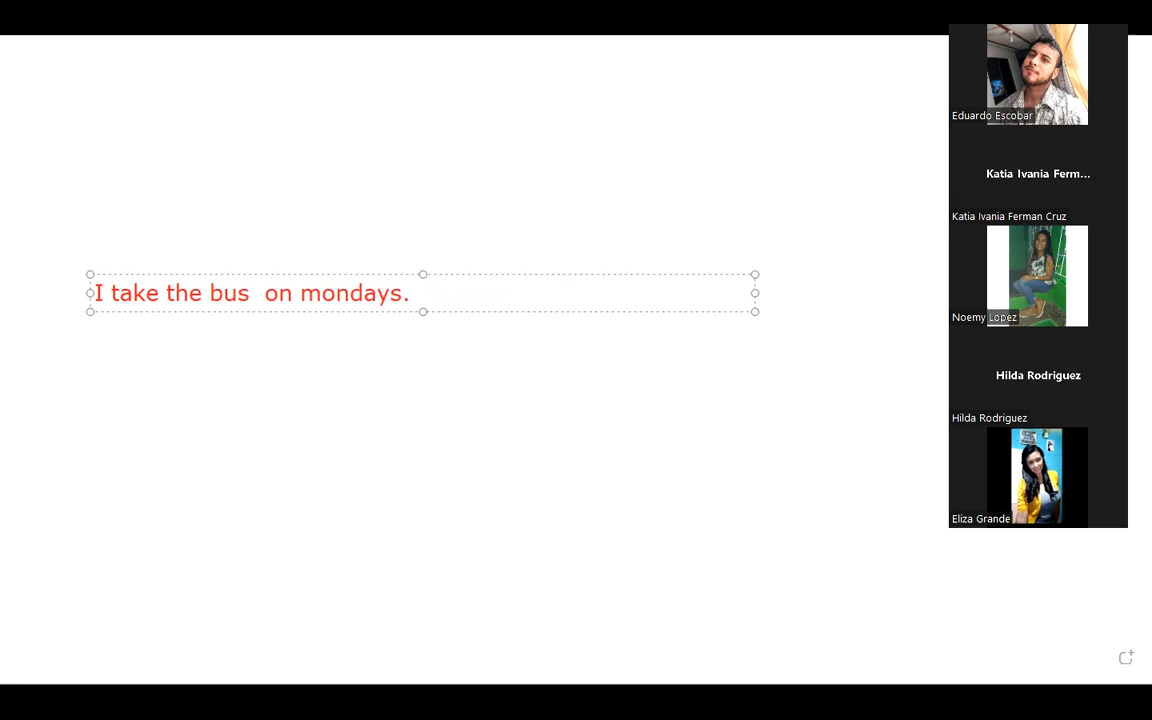 Eduardo Escobar
Katia Ivania Ferm...
Katia Ivania Ferman Cruz
I take the bus  on mondays.
Noemy Lopez
Hilda Rodriguez
Hilda Rodriguez
Eliza Grande